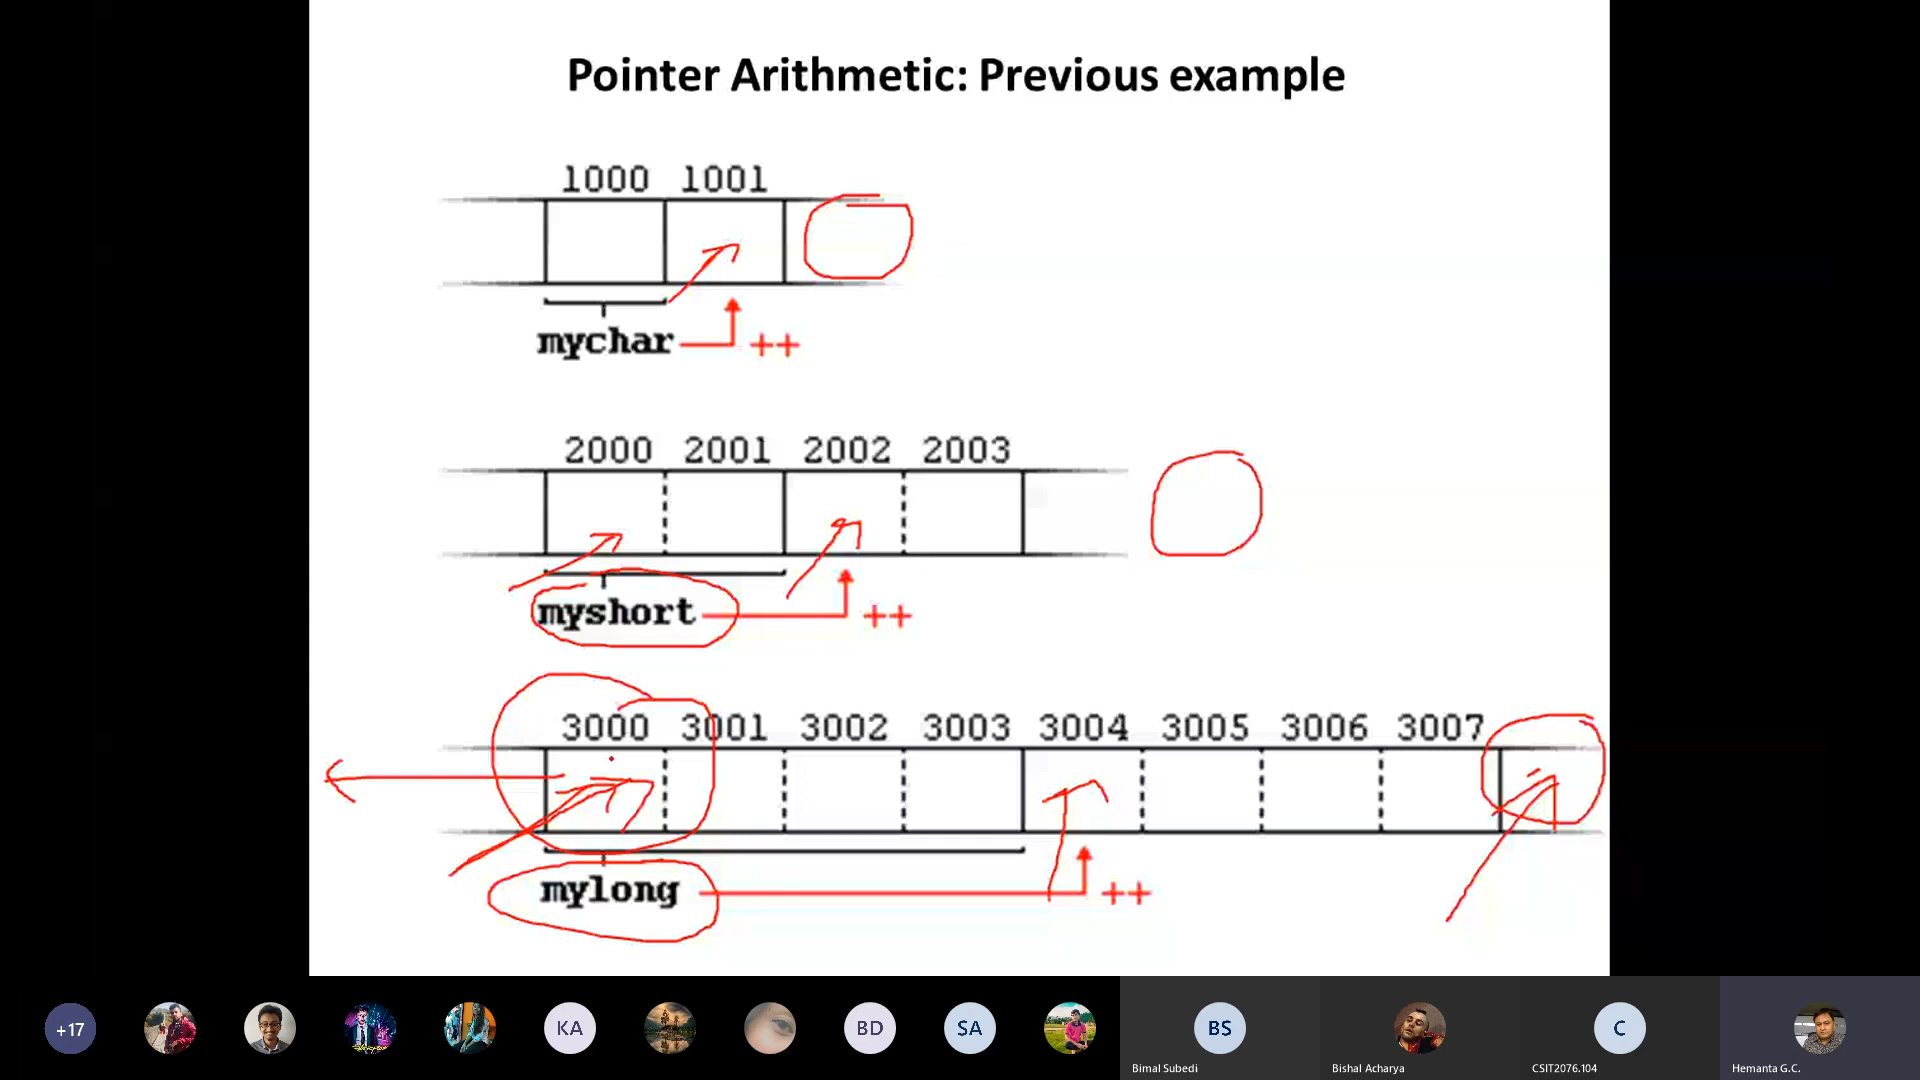 Pointer Arithmetic: Previous example
1000 1001
mychar ++
2000 2001 2002 2003
myshort ++
3000 3001 3002 3003 3004 3005 3006 3007
mylong ++
+17 KA BD SA BS C
Bimal Subedi Bishal Acharya CSIT2076.104 Hemanta G.C.